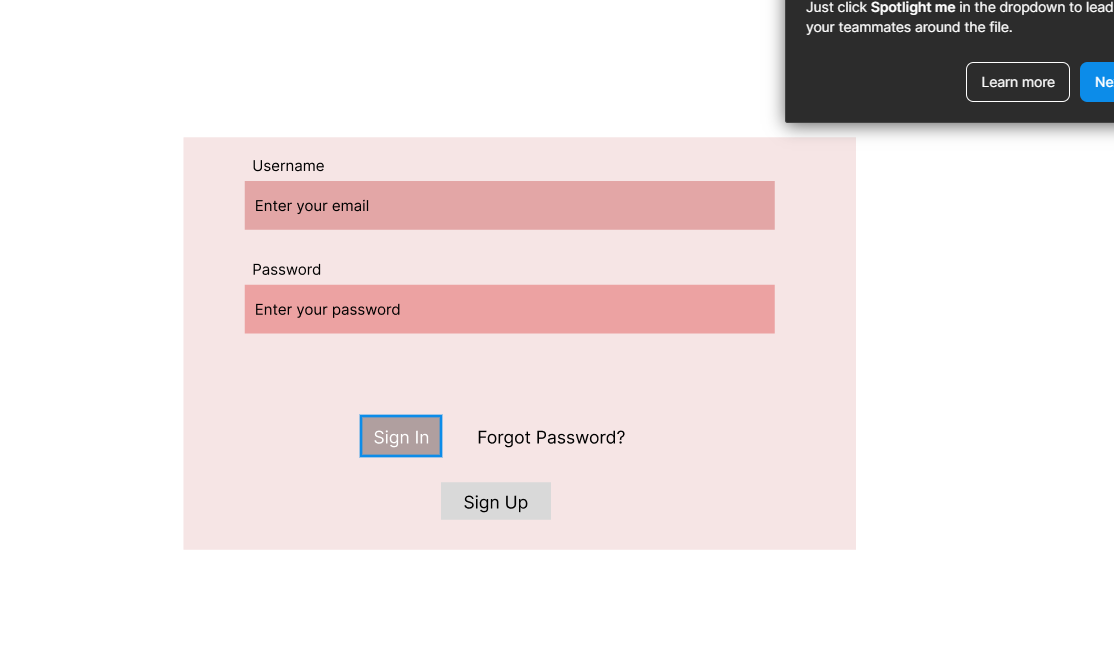 Just click Spotlight me in the dropdown to lead
your teammates around the file.
Learn more
Username
Enter your email
Password
Enter your password
Sign In
Forgot Password?
Sign Up